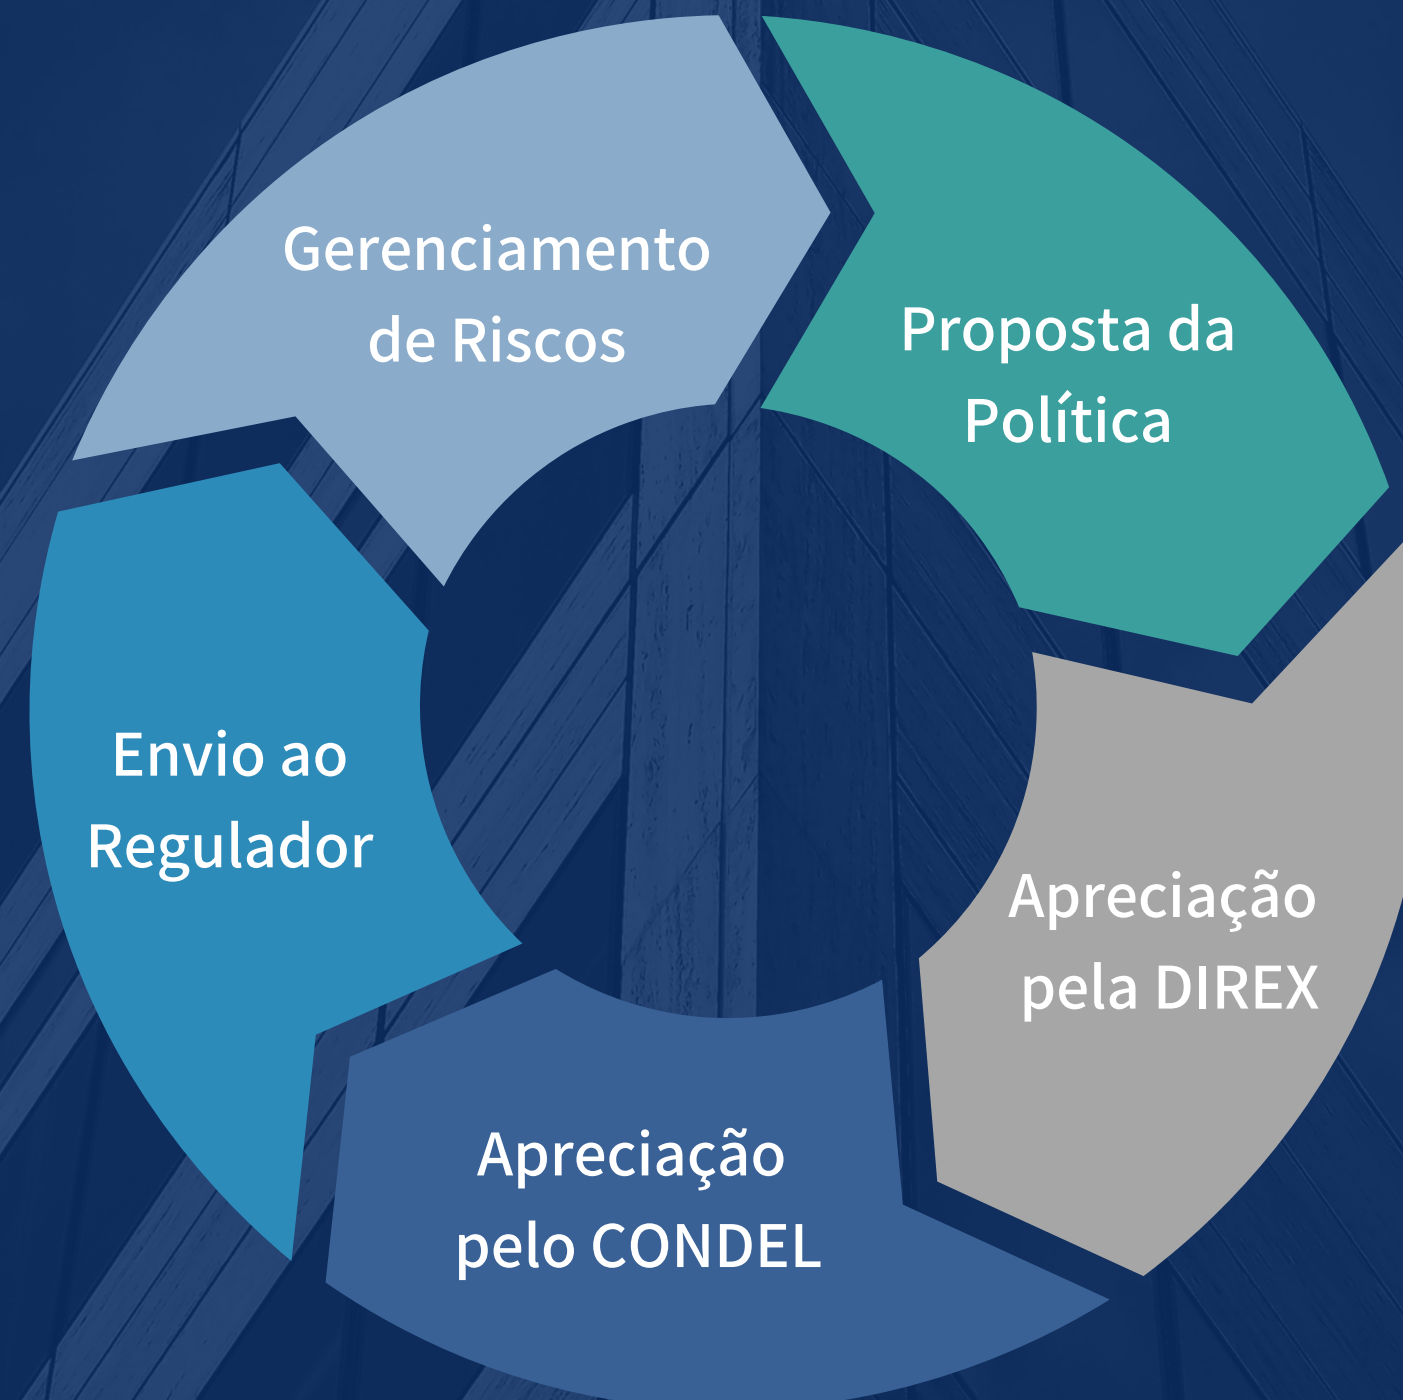 Gerenciamento
de Riscos
Proposta da
Política
Apreciação
pela DIREX
Apreciação
pelo CONDEL
Envio ao
Regulador